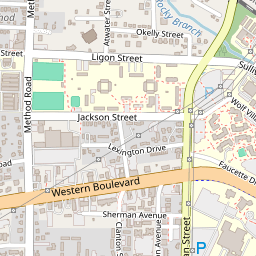 Rocky Branch
Okelly Street
Atwater
Ligon Street
Street
Method Road
Jackson Street
Wolf Vill
Lexington Drive
Western Boulevard
Faucette D
Sherman Avenue
Street
P
P